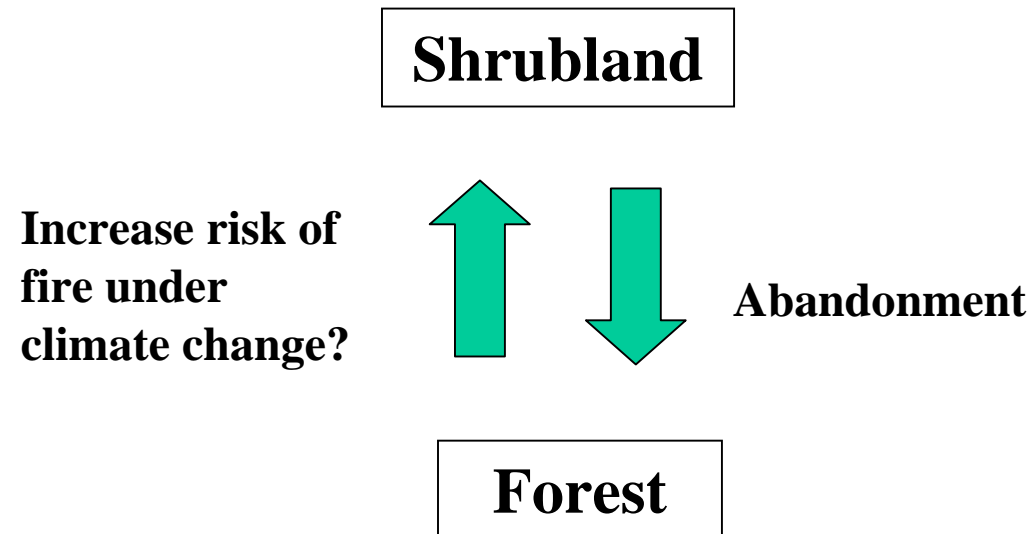 Shrubland
Increase risk of
fire under
climate change?
Abandonment
Forest